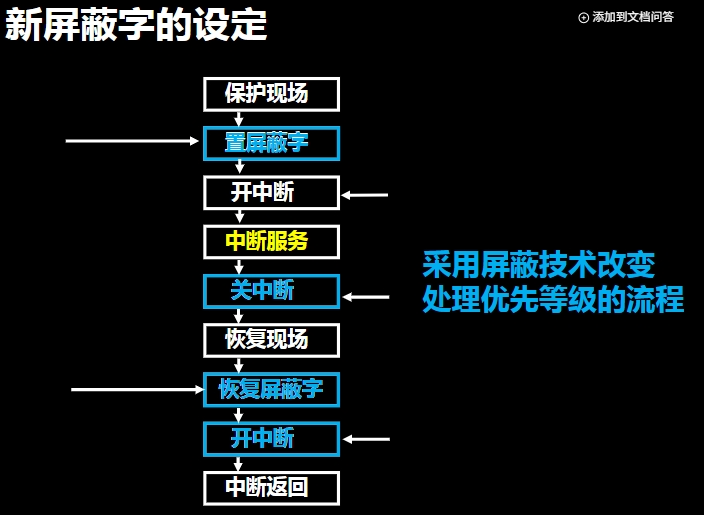 新屏蔽字的设定
添加到文档问答
保护现场
置屏蔽字
开中断
中断服务
关中断
恢复现场
恢复屏蔽字
开中断
中断返回
采用屏蔽技术改变
处理优先等级的流程